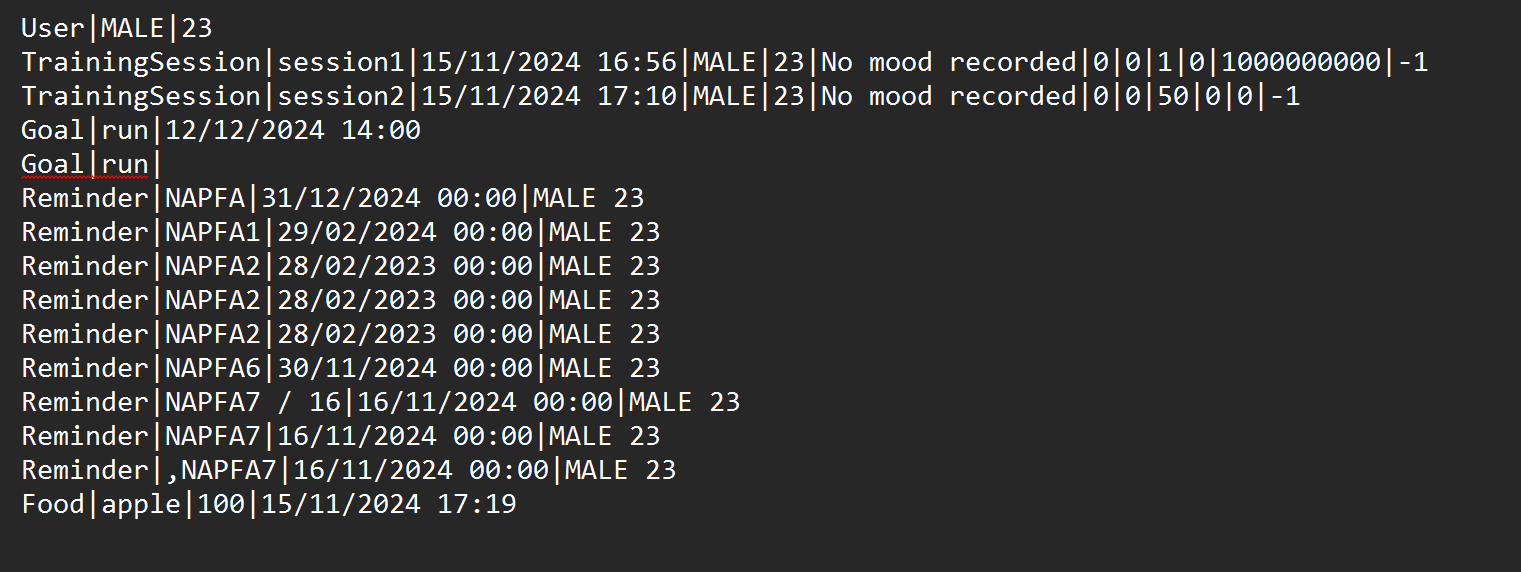 User|MALE|23
TrainingSession|session1|15/11/2024 16:56|MALE|23|No mood recorded|0|0|1|0|1000000000|-1
TrainingSession|session2|15/11/2024 17:10|MALE|23|No mood recorded|0|0|50|0|0|-1
Goal|run|12/12/2024 14:00
Goal|run|
Reminder|NAPFA|31/12/2024 00:00|MALE 23
Reminder|NAPFA1|29/02/2024 00:00|MALE 23
Reminder|NAPFA2|28/02/2023 00:00|MALE 23
Reminder|NAPFA2|28/02/2023 00:00|MALE 23
Reminder|NAPFA2|28/02/2023 00:00|MALE 23
Reminder|NAPFA6|30/11/2024 00:00|MALE 23
Reminder|NAPFA7 / 16|16/11/2024 00:00|MALE 23
Reminder|NAPFA7|16/11/2024 00:00|MALE 23
Reminder|,NAPFA7|16/11/2024 00:00|MALE 23
Food|apple|100|15/11/2024 17:19